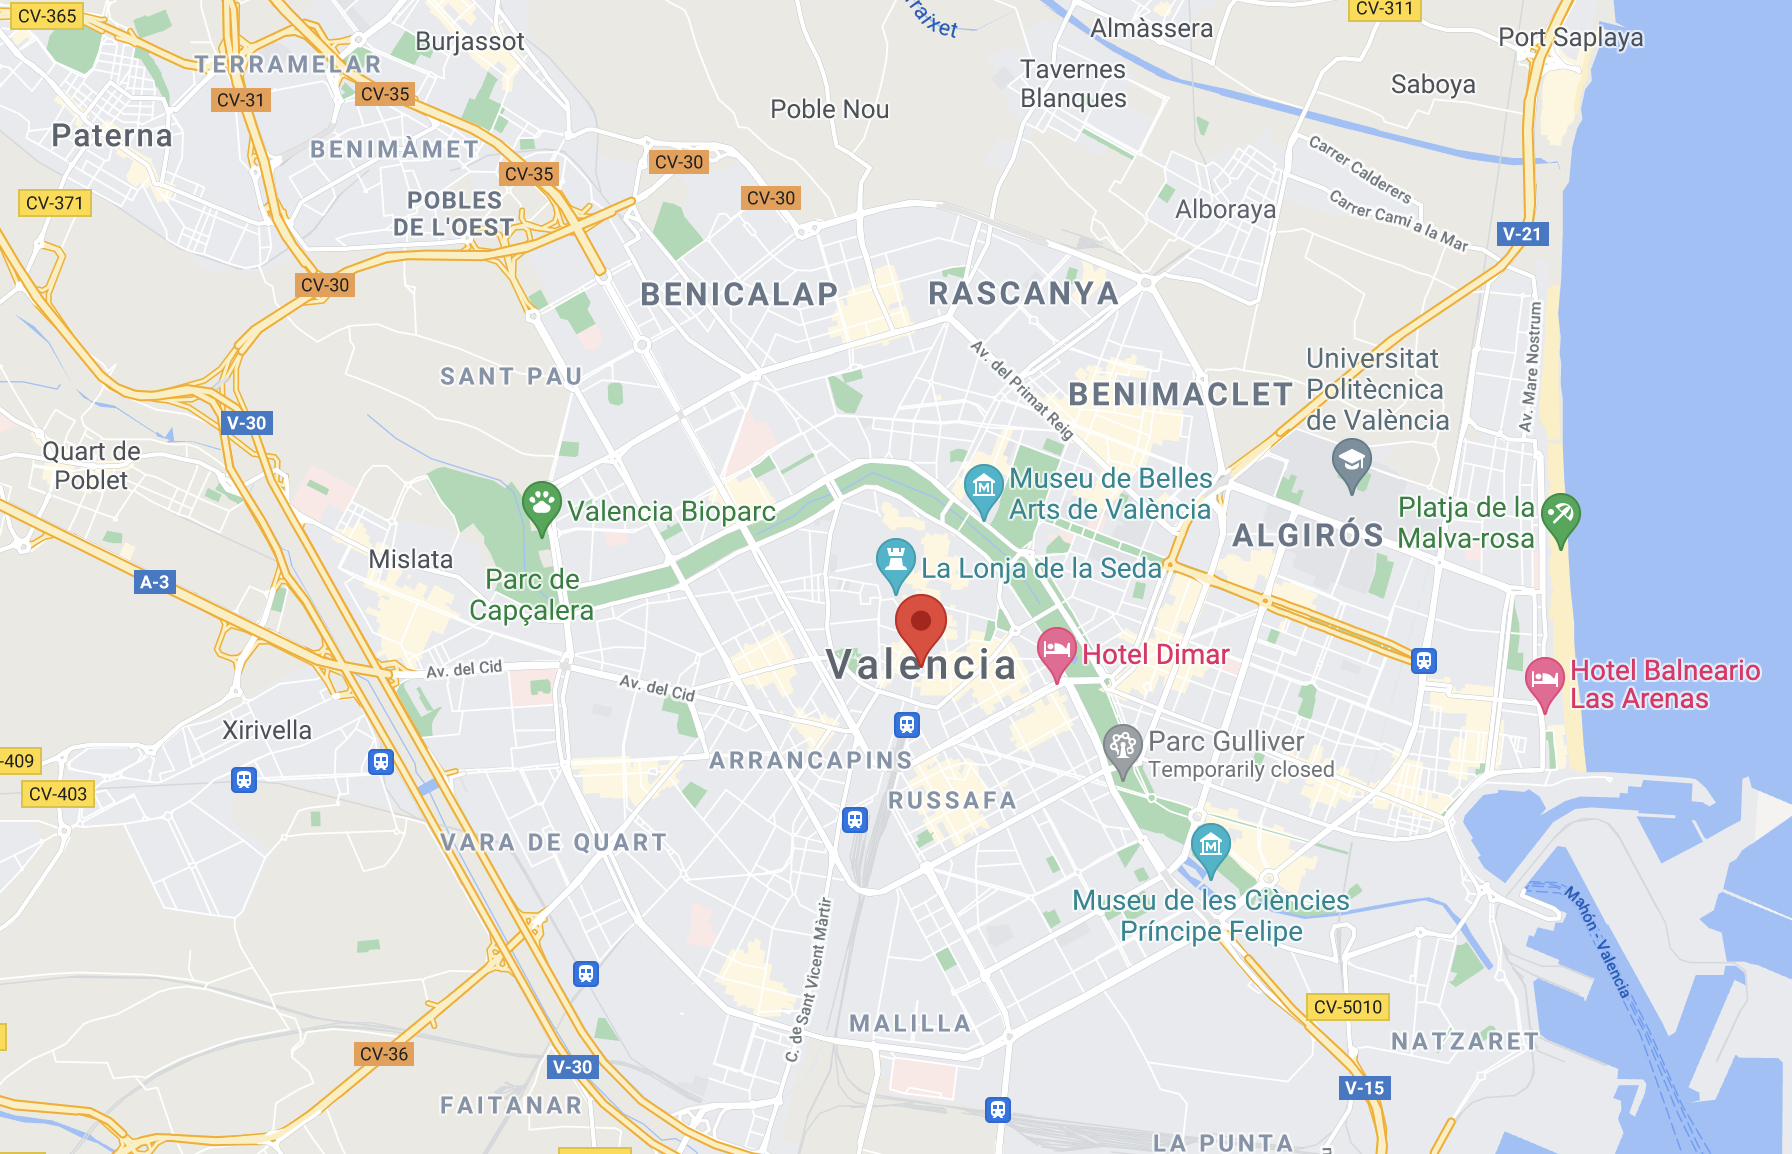 CV-365
CV-311
Burjassot
Almàssera
Port Saplaya
TERRAMELAR
Tavernes
Blanques
Saboya
CV-31
CV-35
Poble Nou
Paterna
BENIMÀMET
CV-30
CV-35
Carrer Calderers
CV-371
POBLES
DE L'OEST
CV-30
Alboraya
Carrer Camí a la Mar
V-21
CV-30
BENICALAP
RASCANYA
Av. Mare Nostrum
SANT PAU
Av. del Primat Reig
BENIMACLET
Universitat
Politècnica
de València
V-30
Quart de
Poblet
Museu de Belles
Arts de València
Valencia Bioparc
Platja de la
Malva-rosa
ALGIRÓS
Mislata
La Lonja de la Seda
A-3
Parc de
Capçalera
Valencia
Hotel Dimar
Av. del Cid
Av. del Cid
Hotel Balneario
Las Arenas
Xirivella
Parc Gulliver
Temporarily closed
-409
ARRANCAPINS
CV-403
RUSSAFA
VARA DE QUART
Museu de les Ciències
Príncipe Felipe
Mahón - Valencia
C. de Sant Vicent Màrtir
CV-5010
MALILLA
NATZARET
CV-36
V-30
V-15
FAITANAR
LA PUNTA